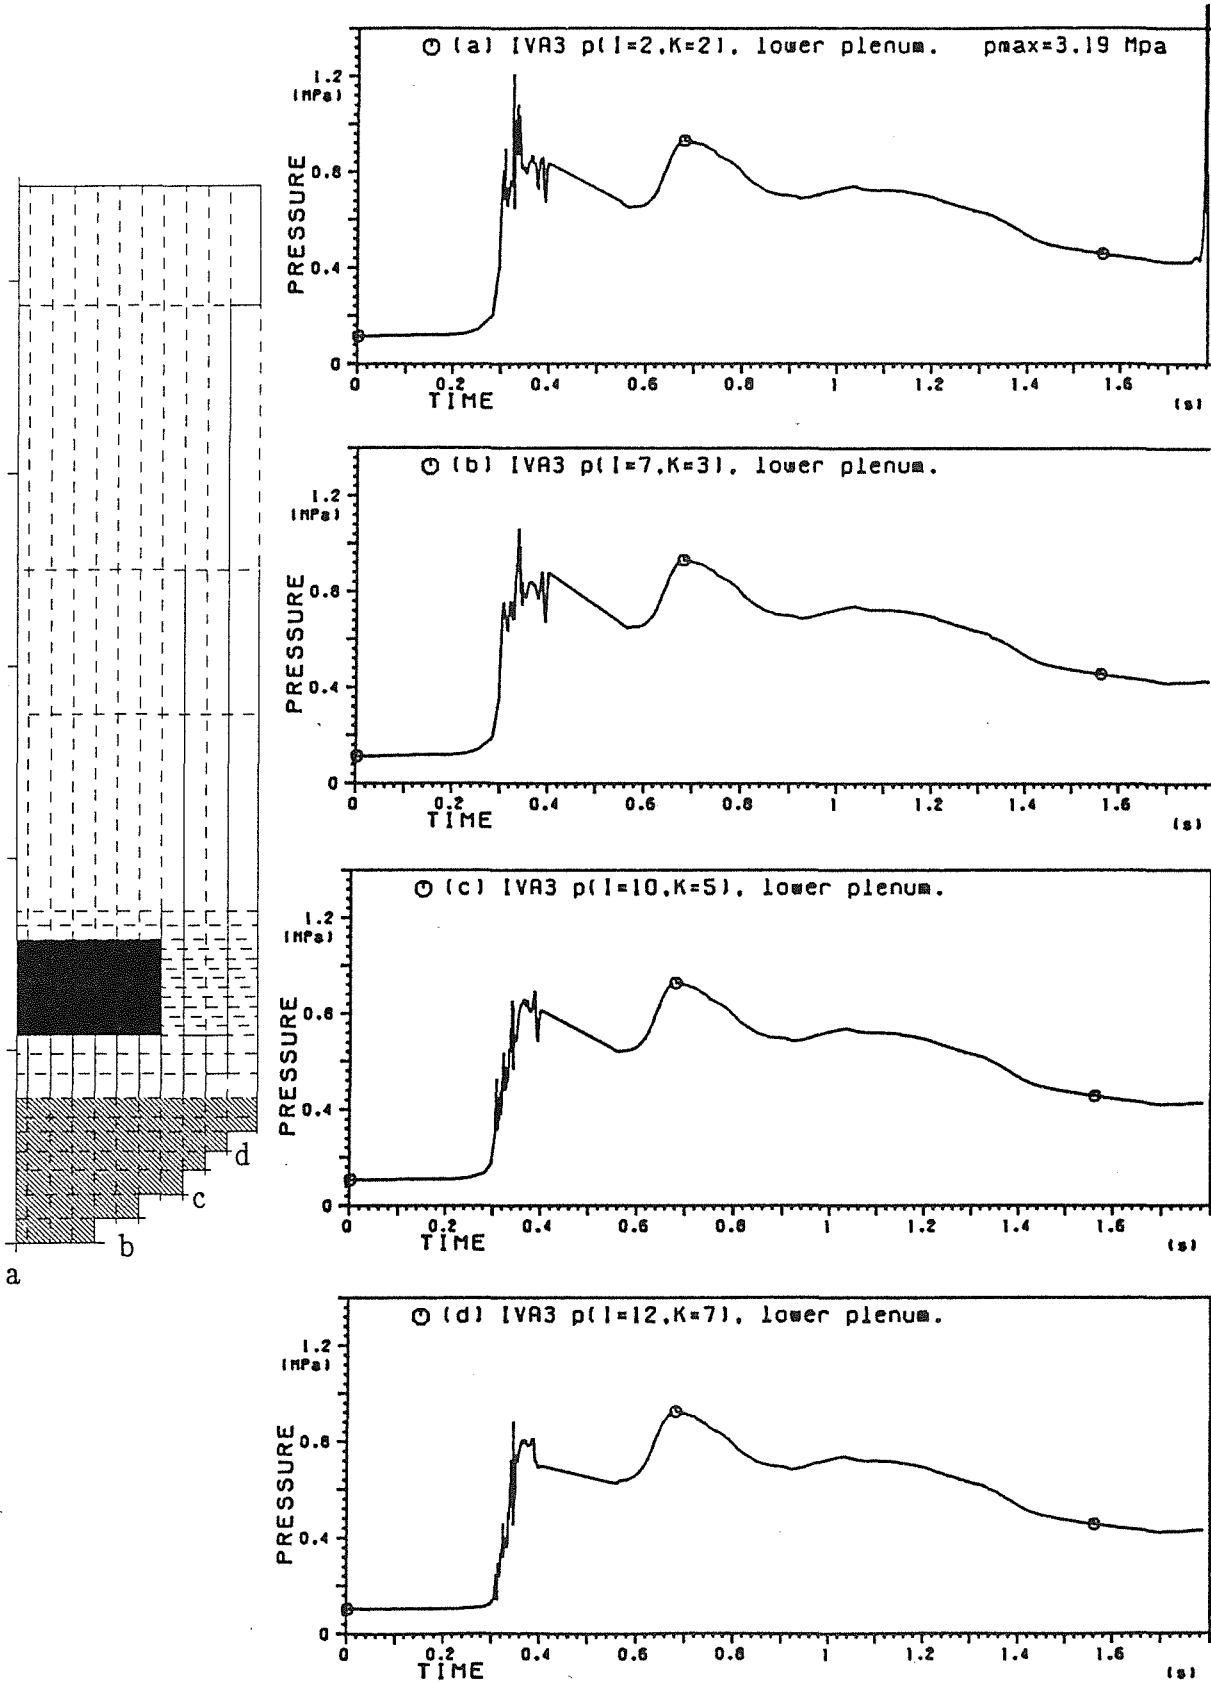 (a) IVA3 p(I=2,K=2), lower plenum. pmax=3.19 Mpa
1.2
(MPa)
0.8
0.4
0
PRESSURE
0 0.2 0.4 0.6 0.8 1 1.2 1.4 1.6
TIME
(s)
(b) IVA3 p(I=7,K=3), lower plenum.
1.2
(MPa)
0.8
0.4
0
PRESSURE
0 0.2 0.4 0.6 0.8 1 1.2 1.4 1.6
TIME
(s)
(c) IVA3 p(I=10,K=5), lower plenum.
1.2
(MPa)
0.8
0.4
0
PRESSURE
0 0.2 0.4 0.6 0.8 1 1.2 1.4 1.6
TIME
(s)
(d) IVA3 p(I=12,K=7), lower plenum.
1.2
(MPa)
0.8
0.4
0
PRESSURE
0 0.2 0.4 0.6 0.8 1 1.2 1.4 1.6
TIME
(s)
d
c
b
a